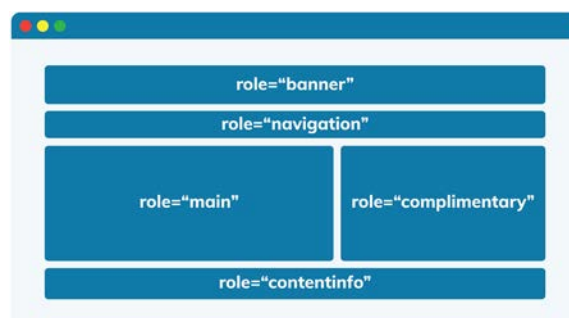 role=“banner”
role=“navigation”
role=“main”
role=“complimentary”
role=“contentinfo”